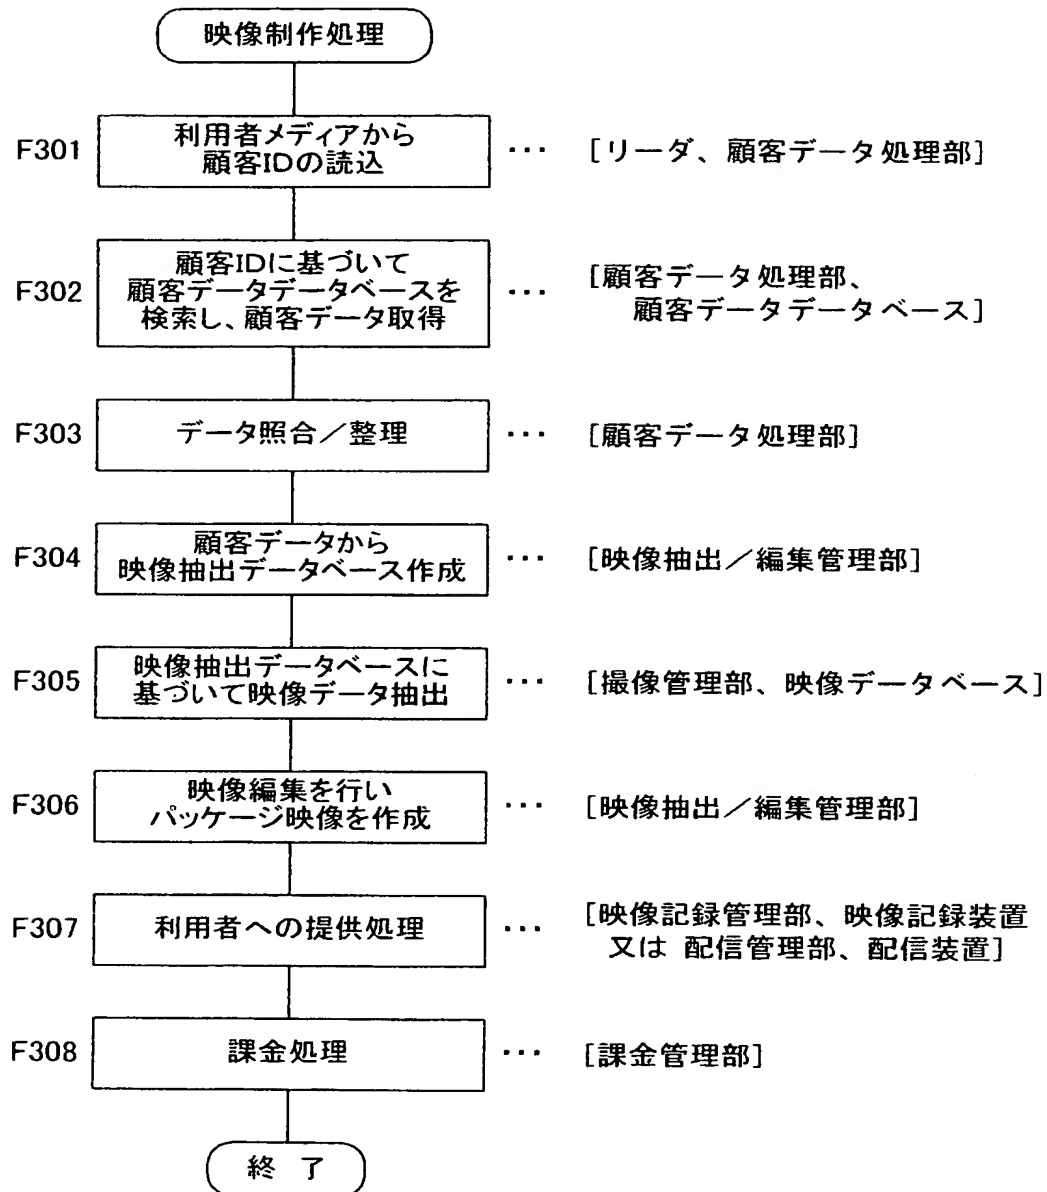 映像制作処理
F301
利用者メディアから
顧客IDの読込
・・・ [リーダ、顧客データ処理部]
F302
顧客IDに基づいて
顧客データデータベースを
検索し、顧客データ取得
・・・ [顧客データ処理部、
顧客データデータベース]
F303
データ照合／整理
・・・ [顧客データ処理部]
F304
顧客データから
映像抽出データベース作成
・・・ [映像抽出／編集管理部]
F305
映像抽出データベースに
基づいて映像データ抽出
・・・ [撮像管理部、映像データベース]
F306
映像編集を行い
パッケージ映像を作成
・・・ [映像抽出／編集管理部]
F307
利用者への提供処理
・・・ [映像記録管理部、映像記録装置
又は 配信管理部、配信装置]
F308
課金処理
・・・ [課金管理部]
終 了